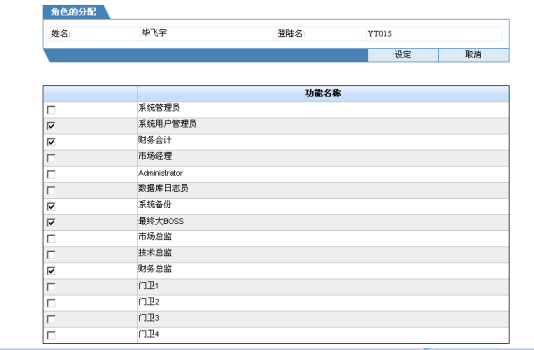 角色的分配
姓名: 毕飞宇 登陆名: YT015
设定 取消
功能名称
系统管理员
系统用户管理员
财务会计
市场经理
Administrator
数据库日志员
系统备份
最终大BOSS
市场总监
技术总监
财务总监
门卫1
门卫2
门卫3
门卫4